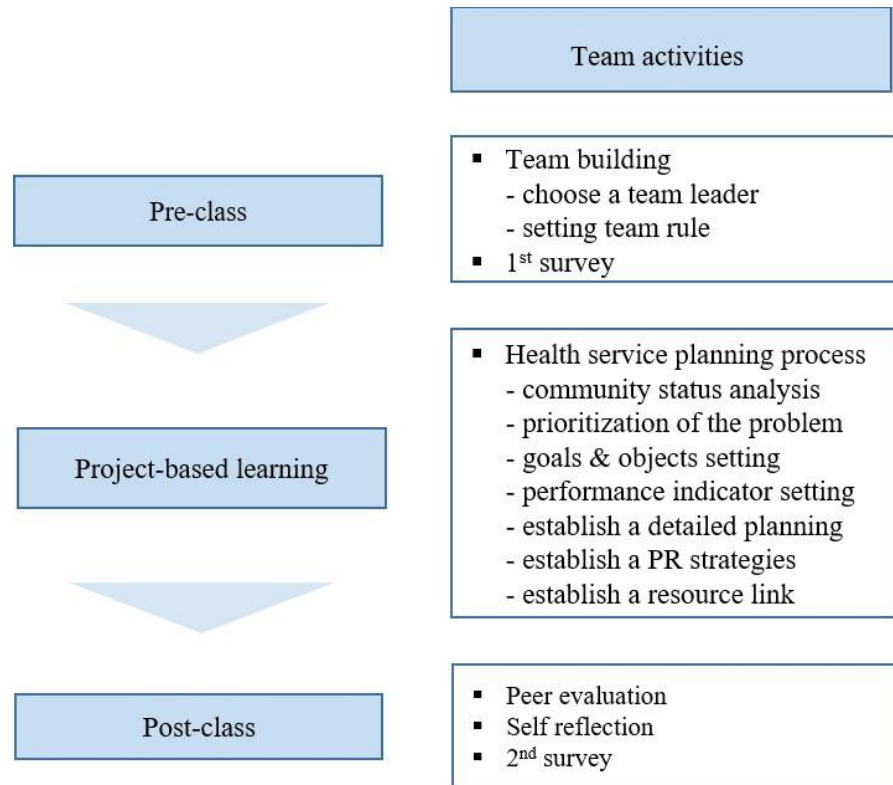 Team activities
Pre-class
▪ Team building
- choose a team leader
- setting team rule
▪ 1st survey
Project-based learning
▪ Health service planning process
- community status analysis
- prioritization of the problem
- goals & objects setting
- performance indicator setting
- establish a detailed planning
- establish a PR strategies
- establish a resource link
Post-class
▪ Peer evaluation
▪ Self reflection
▪ 2nd survey